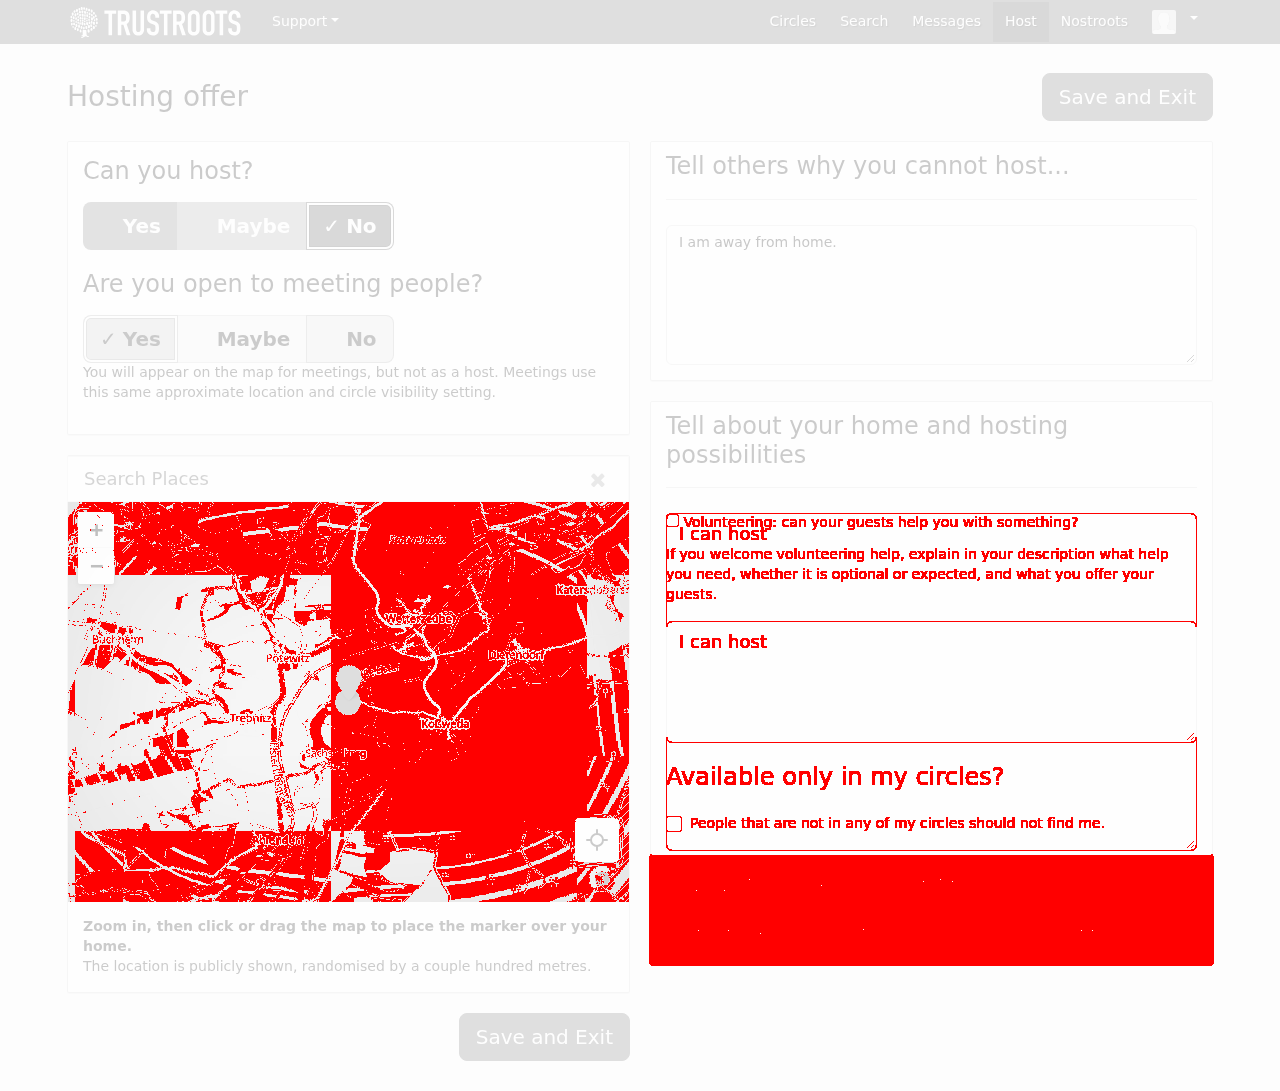 TRUSTROOTS Support Circles Search Messages Host Nostroots
Hosting offer
Save and Exit
Can you host?
Yes Maybe ✓ No
Are you open to meeting people?
✓ Yes Maybe No
You will appear on the map for meetings, but not as a host. Meetings use
this same approximate location and circle visibility setting.
Search Places
Buchheim
Pötewitz
Wetterzeube
Dietendorf
Trebnitz
Koßweda
Zoom in, then click or drag the map to place the marker over your
home.
The location is publicly shown, randomised by a couple hundred metres.
Save and Exit
Tell others why you cannot host...
I am away from home.
Tell about your home and hosting
possibilities
Volunteering: can your guests help you with something?
I can host
If you welcome volunteering help, explain in your description what help
you need, whether it is optional or expected, and what you offer your
guests.
I can host
Available only in my circles?
People that are not in any of my circles should not find me.